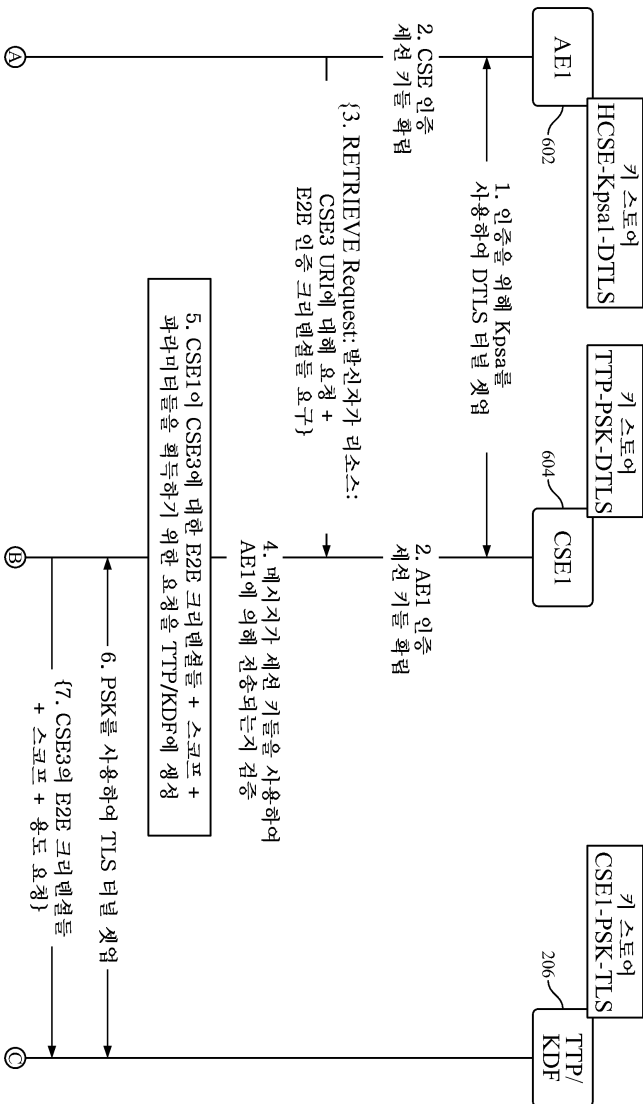 키 스토어
HCSE-Kpsa1-DTLS
AE1
602
키 스토어
TTP-PSK-DTLS
604
CSE1
키 스토어
CSE1-PSK-TLS
206
TTP/
KDF
1. 인증을 위해 Kpsa를
사용하여 DTLS 터널 셋업
2. CSE 인증
세션 키들 확립
2. AE1 인증
세션 키들 확립
{3. RETRIEVE Request: 발신자가 리소스:
CSE3 URI에 대해 요청 +
E2E 인증 크리덴셜들 요구}
4. 메시지가 세션 키들을 사용하여
AE1에 의해 전송되는지 검증
5. CSE1이 CSE3에 대한 E2E 크리덴셜들 + 스코프 +
파라미터들을 획득하기 위한 요청을 TTP/KDF에 생성
6. PSK를 사용하여 TLS 터널 셋업
{7. CSE3의 E2E 크리덴셜들
+ 스코프 + 용도 요청}
A
B
C